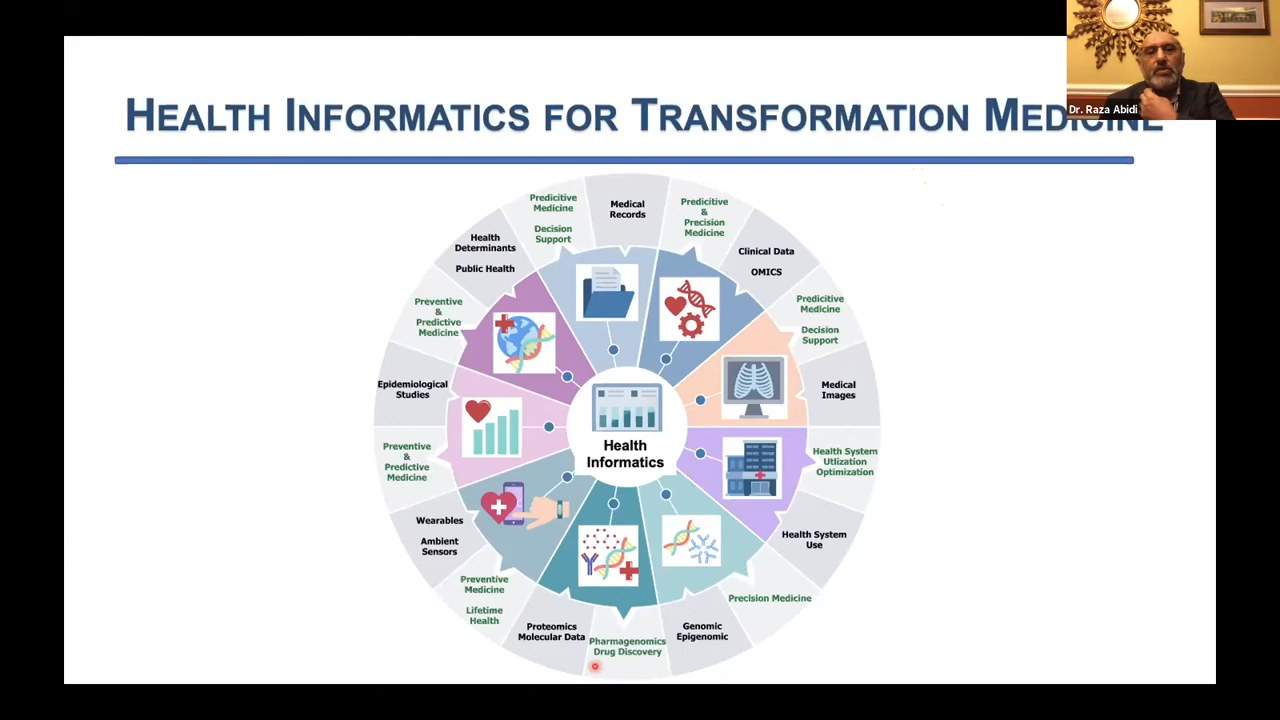 HEALTH INFORMATICS FOR TRANSFORMATION MEDICINE
Dr. Raza Abidi
Medical
Records
Predicitive
&
Precision
Medicine
Clinical Data
OMICS
Predicitive
Medicine
Decision
Support
Medical
Images
Health System
Utlization
Optimization
Health System
Use
Precision Medicine
Genomic
Epigenomic
Pharmagenomics
Drug Discovery
Proteomics
Molecular Data
Preventive
Medicine
Lifetime
Health
Wearables
Ambient
Sensors
Preventive
&
Predictive
Medicine
Epidemiological
Studies
Preventive
&
Predictive
Medicine
Health
Determinants
Public Health
Predicitive
Medicine
Decision
Support
Health
Informatics